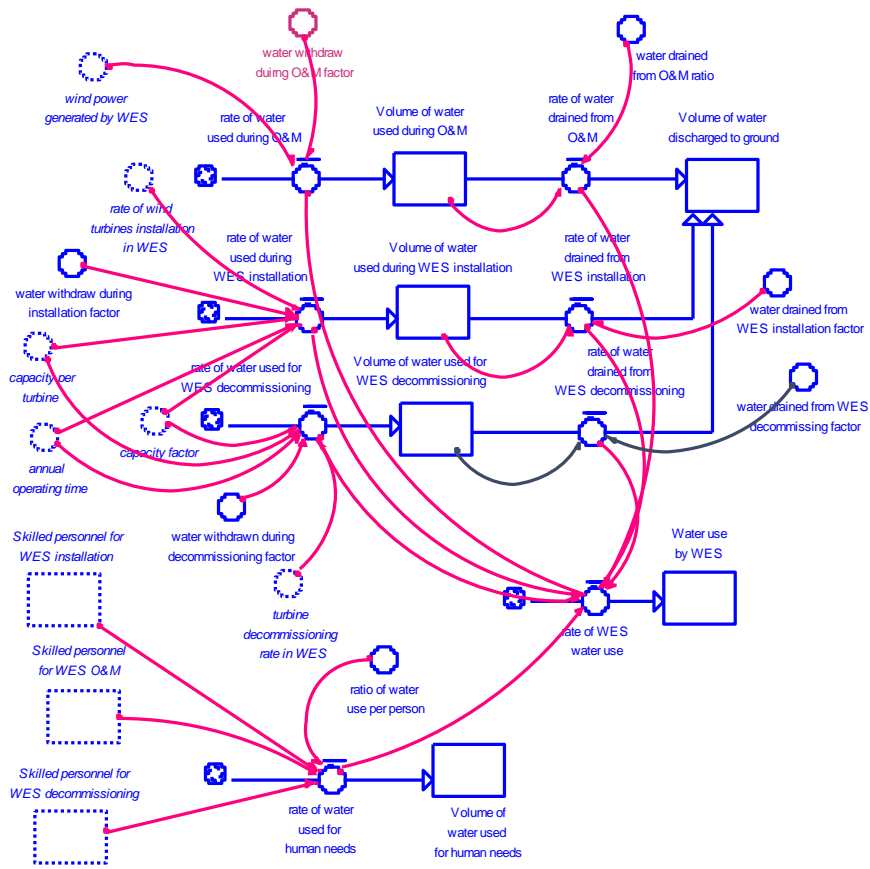 water withdraw
duirng O&M factor
water drained
from O&M ratio
wind power
generated by WES
rate of water
used during O&M
Volume of water
used during O&M
rate of water
drained from
O&M
Volume of water
discharged to ground
rate of wind
turbines installation
in WES
rate of water
used during
WES installation
Volume of water
used during WES installation
rate of water
drained from
WES installation
water withdraw during
installation factor
water drained from
WES installation factor
capacity per
turbine
rate of water used for
WES decommissioning
Volume of water used for
WES decommissioning
rate of water
drained from
WES decommissioning
water drained from WES
decommissing factor
capacity factor
annual
operating time
water withdrawn during
decommissioning factor
Skilled personnel for
WES installation
Water use
by WES
turbine
decommissioning
rate in WES
rate of WES
water use
Skilled personnel
for WES O&M
ratio of water
use per person
Skilled personnel for
WES decommissioning
rate of water
used for
human needs
Volume of
water used
for human needs